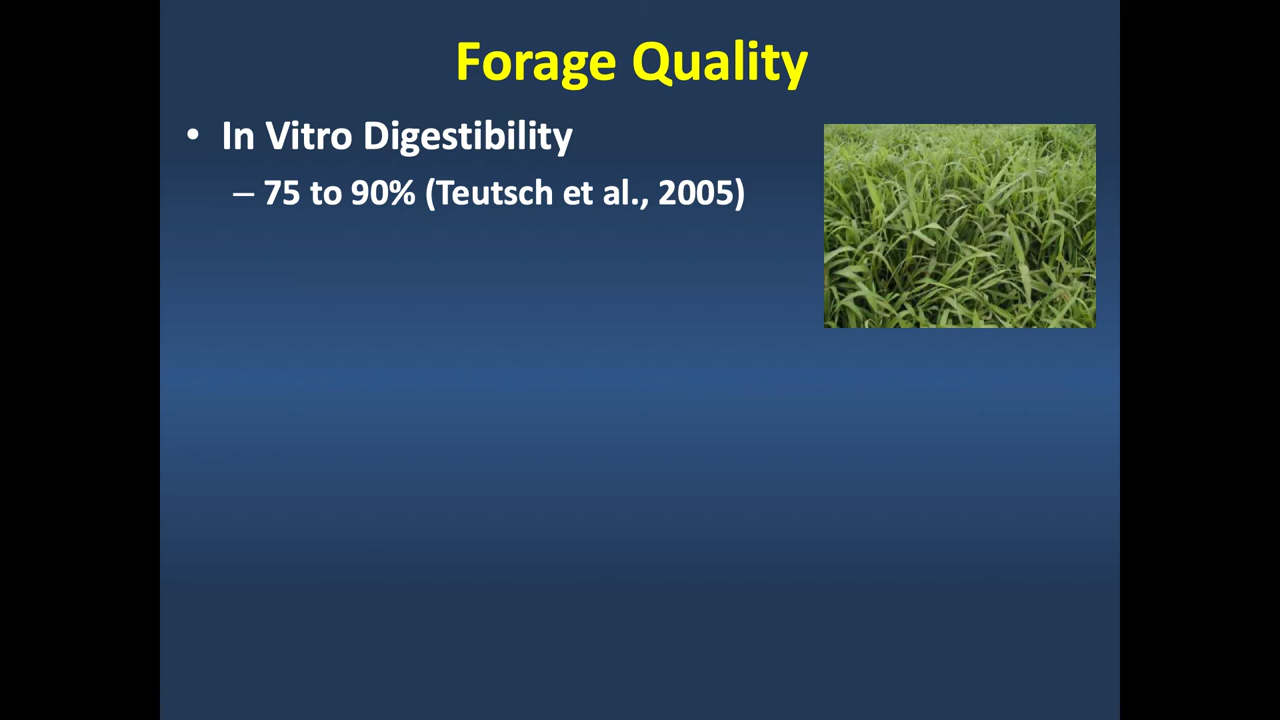 Forage Quality
• In Vitro Digestibility
– 75 to 90% (Teutsch et al., 2005)